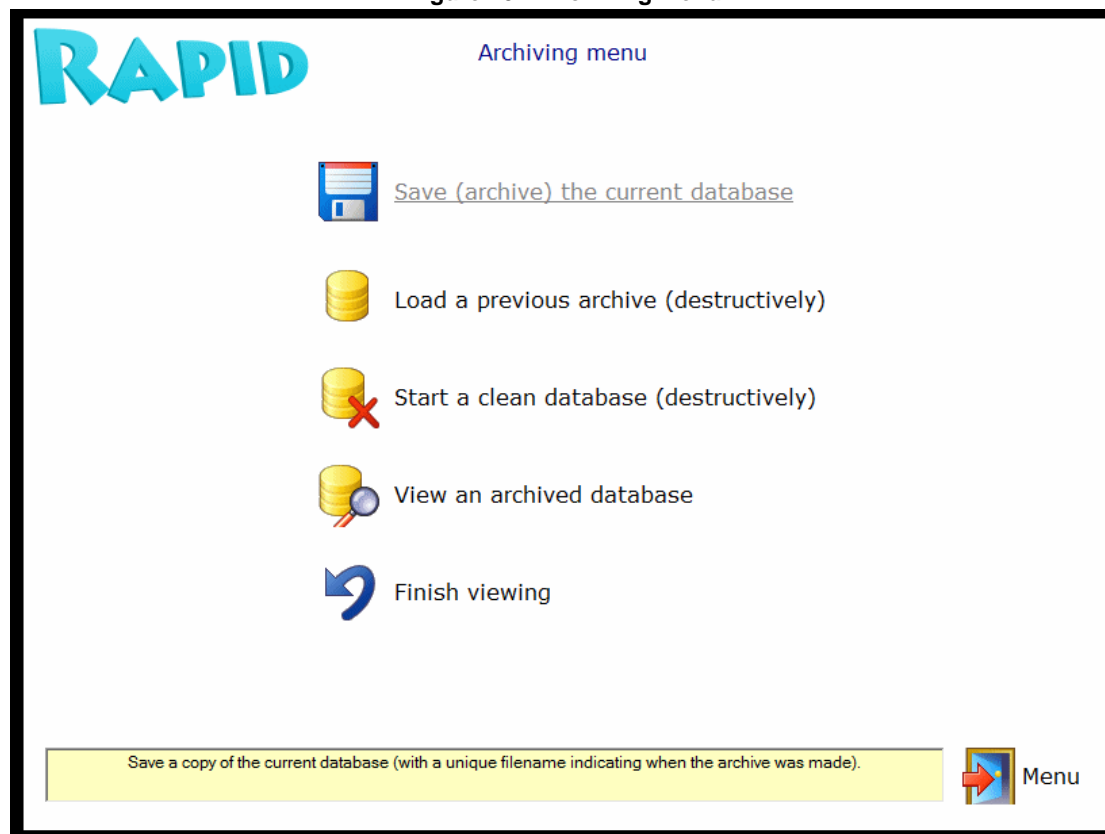 RAPID
Archiving menu
Save (archive) the current database
Load a previous archive (destructively)
Start a clean database (destructively)
View an archived database
Finish viewing
Save a copy of the current database (with a unique filename indicating when the archive was made).
Menu